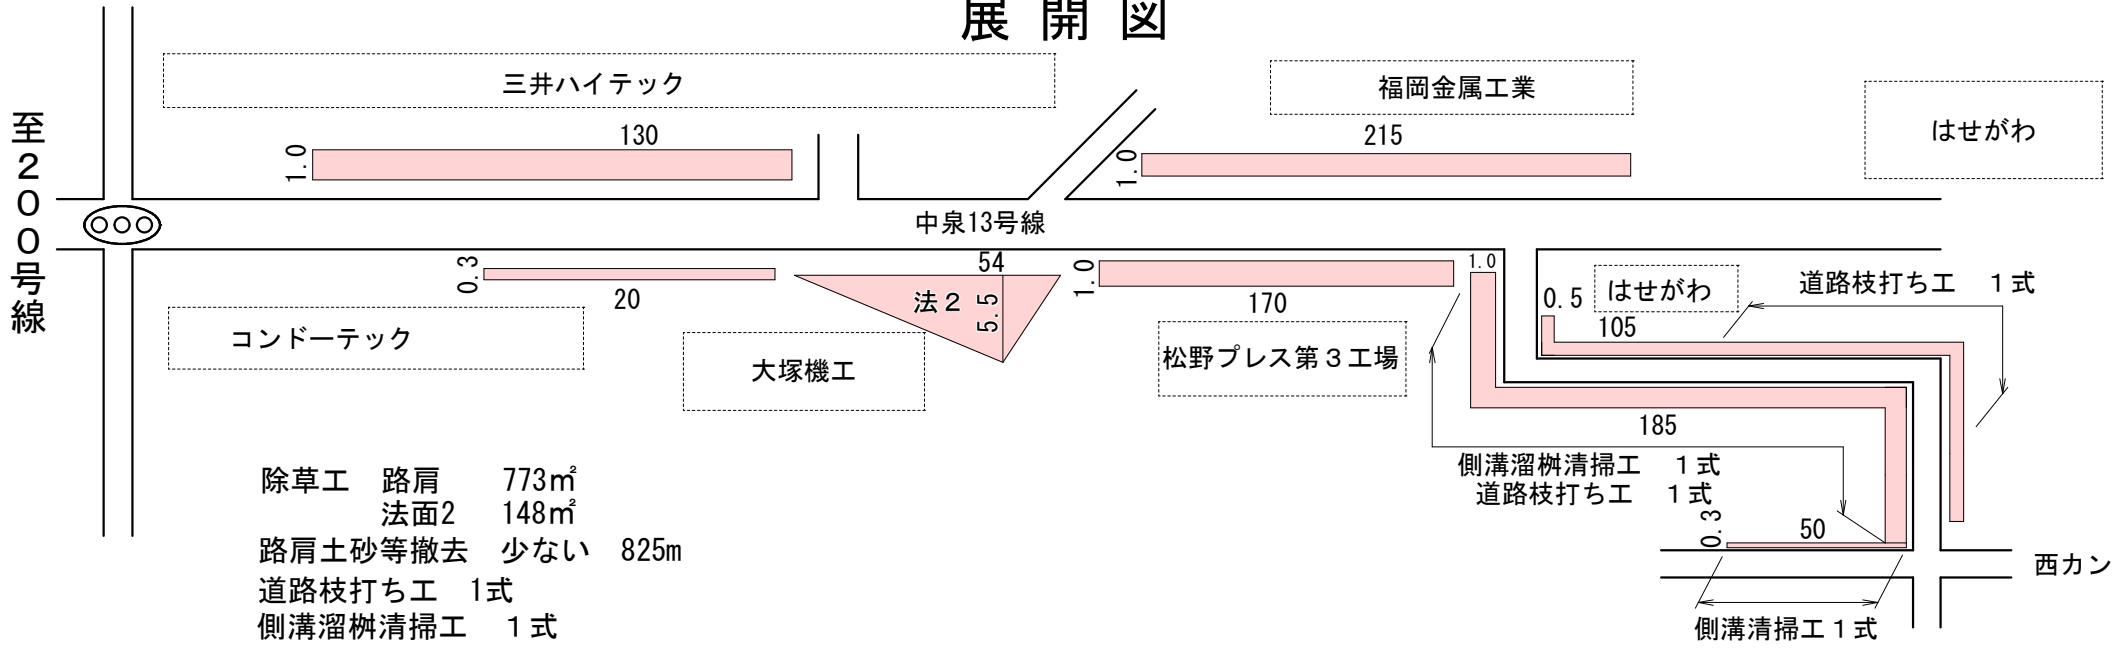 展開図
三井ハイテック
福岡金属工業
はせがわ
至200号線
130
1.0
215
1.0
中泉13号線
0.3
20
54
法2
5.5
1.0
170
1.0
0.5
はせがわ
105
道路枝打ち工 1式
コンドーテック
大塚機工
松野プレス第3工場
185
側溝溜桝清掃工 1式
道路枝打ち工 1式
0.3
50
西カン
側溝清掃工1式
除草工 路肩 773㎡
法面2 148㎡
路肩土砂等撤去 少ない 825m
道路枝打ち工 1式
側溝溜桝清掃工 1式